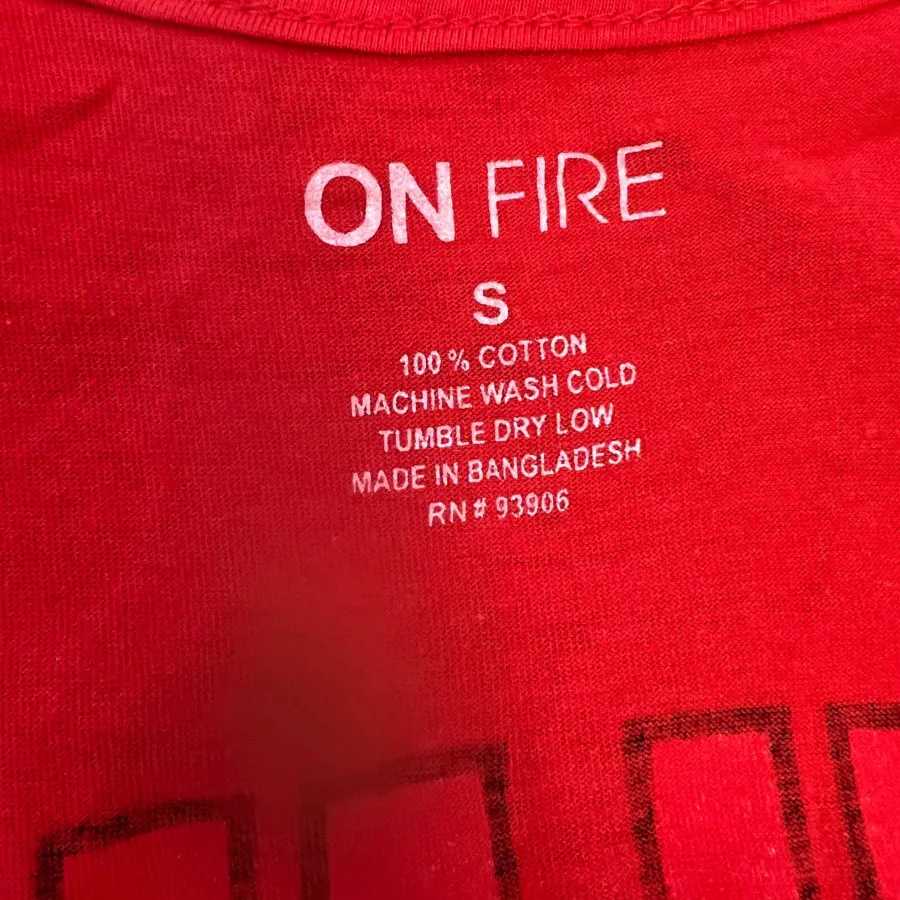 ON FIRE
S
100 % COTTON
MACHINE WASH COLD
TUMBLE DRY LOW
MADE IN BANGLADESH
RN # 93906